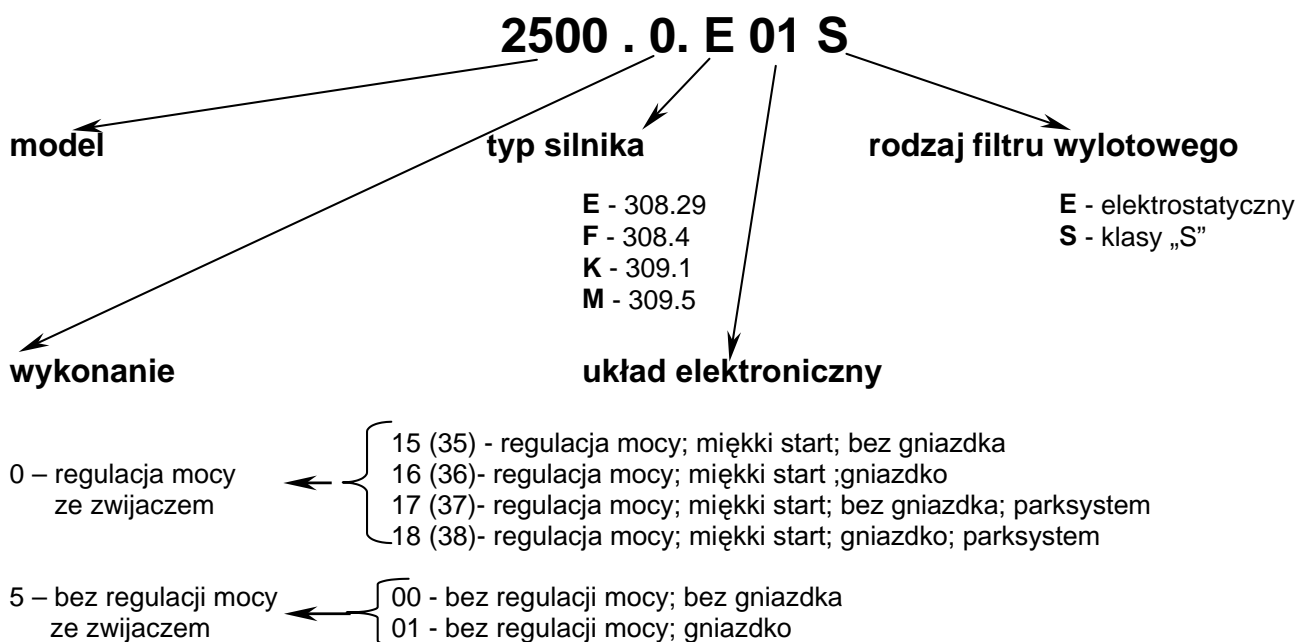 2500 . 0. E 01 S
model
typ silnika
rodzaj filtru wylotowego
E - 308.29
F - 308.4
K - 309.1
M - 309.5
E - elektrostatyczny
S - klasy „S”
wykonanie
układ elektroniczny
0 – regulacja mocy
ze zwijaczem
15 (35) - regulacja mocy; miękki start; bez gniazdka
16 (36)- regulacja mocy; miękki start ;gniazdko
17 (37)- regulacja mocy; miękki start; bez gniazdka; parksystem
18 (38)- regulacja mocy; miękki start; gniazdko; parksystem
5 – bez regulacji mocy
ze zwijaczem
00 - bez regulacji mocy; bez gniazdka
01 - bez regulacji mocy; gniazdko